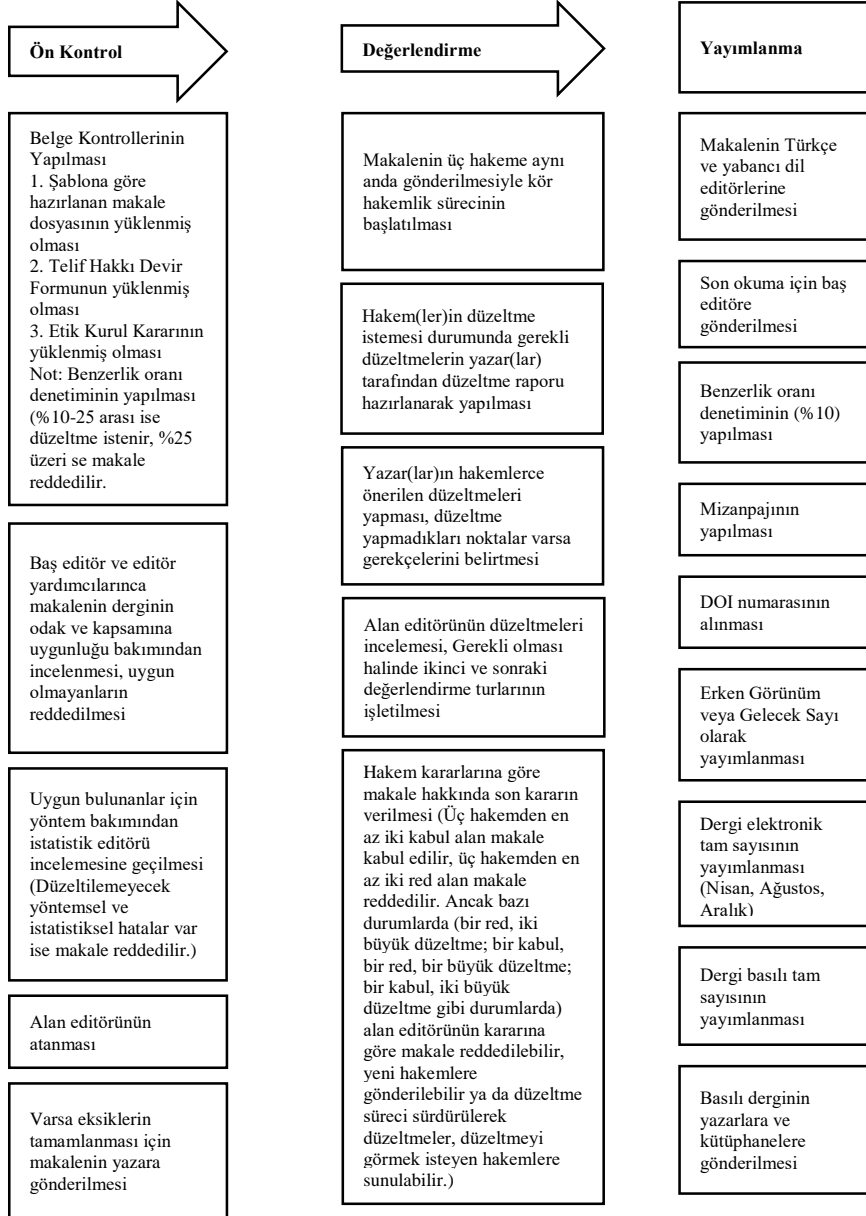 Ön Kontrol
Belge Kontrollerinin
Yapılması
1. Şablona göre
hazırlanan makale
dosyasının yüklenmiş
olması
2. Telif Hakkı Devir
Formunun yüklenmiş
olması
3. Etik Kurul Kararının
yüklenmiş olması
Not: Benzerlik oranı
denetiminin yapılması
(%10-25 arası ise
düzeltme istenir, %25
üzeri se makale
reddedilir.
Baş editör ve editör
yardımcılarınca
makalenin derginin
odak ve kapsamına
uygunluğu bakımından
incelenmesi, uygun
olmayanların
reddedilmesi
Uygun bulunanlar için
yöntem bakımından
istatistik editörü
incelemesine geçilmesi
(Düzeltilemeyecek
yöntemsel ve
istatistiksel hatalar var
ise makale reddedilir.)
Alan editörünün
atanması
Varsa eksiklerin
tamamlanması için
makalenin yazara
gönderilmesi
Değerlendirme
Makalenin üç hakeme aynı
anda gönderilmesiyle kör
hakemlik sürecinin
başlatılması
Hakem(ler)in düzeltme
istemesi durumunda gerekli
düzeltmelerin yazar(lar)
tarafından düzeltme raporu
hazırlanarak yapılması
Yazar(lar)ın hakemlerce
önerilen düzeltmeleri
yapması, düzeltme
yapmadıkları noktalar varsa
gerekçelerini belirtmesi
Alan editörünün düzeltmeleri
incelemesi, Gerekli olması
halinde ikinci ve sonraki
değerlendirme turlarının
işletilmesi
Hakem kararlarına göre
makale hakkında son kararın
verilmesi (Üç hakemden en
az iki kabul alan makale
kabul edilir, üç hakemden en
az iki red alan makale
reddedilir. Ancak bazı
durumlarda (bir red, iki
büyük düzeltme; bir kabul,
bir red, bir büyük düzeltme;
bir kabul, iki büyük
düzeltme gibi durumlarda)
alan editörünün kararına
göre makale reddedilebilir,
yeni hakemlere
gönderilebilir ya da düzeltme
süreci sürdürülerek
düzeltmeler, düzeltmeyi
görmek isteyen hakemlere
sunulabilir.)
Yayımlanma
Makalenin Türkçe
ve yabancı dil
editörlerine
gönderilmesi
Son okuma için baş
editöre
gönderilmesi
Benzerlik oranı
denetiminin (%10)
yapılması
Mizanpajının
yapılması
DOI numarasının
alınması
Erken Görünüm
veya Gelecek Sayı
olarak
yayımlanması
Dergi elektronik
tam sayısının
yayımlanması
(Nisan, Ağustos,
Aralık)
Dergi basılı tam
sayısının
yayımlanması
Basılı derginin
yazarlara ve
kütüphanelere
gönderilmesi